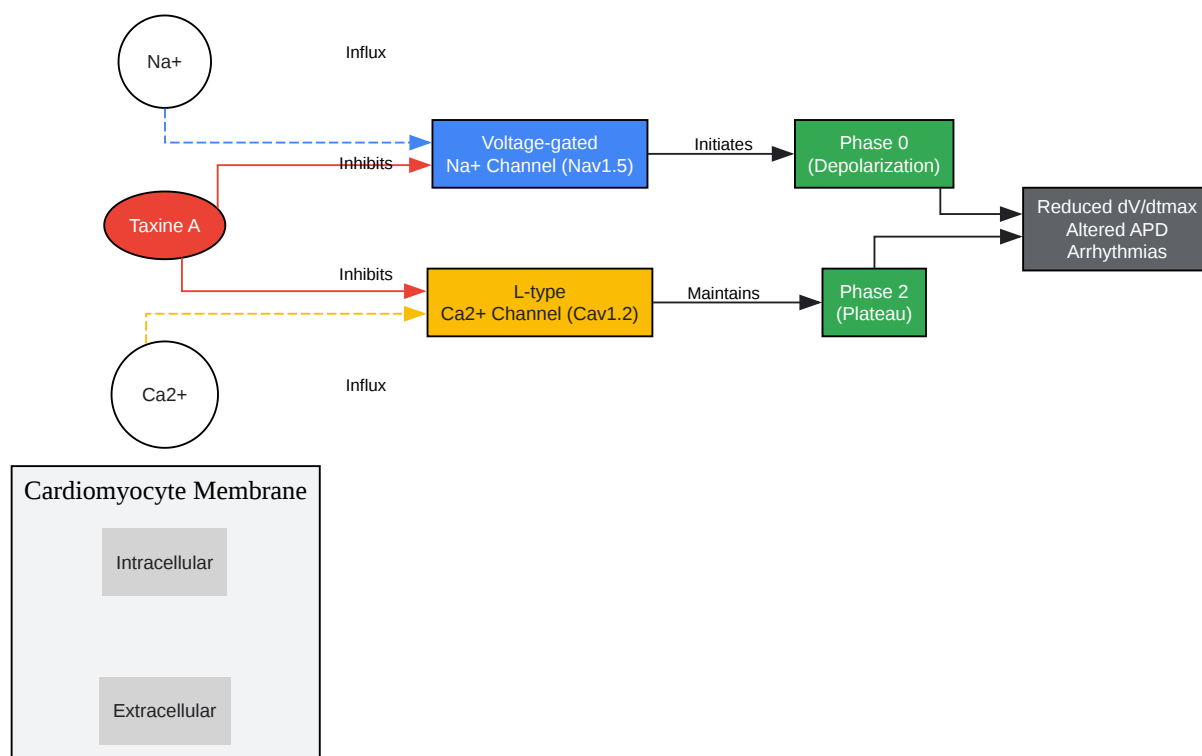 Na+
Influx
Voltage-gated
Na+ Channel (Nav1.5)
Initiates
Phase 0
(Depolarization)
Inhibits
Taxine A
Reduced dV/dtmax
Altered APD
Arrhythmias
Inhibits
L-type
Ca2+ Channel (Cav1.2)
Maintains
Phase 2
(Plateau)
Ca2+
Influx
Cardiomyocyte Membrane
Intracellular
Extracellular